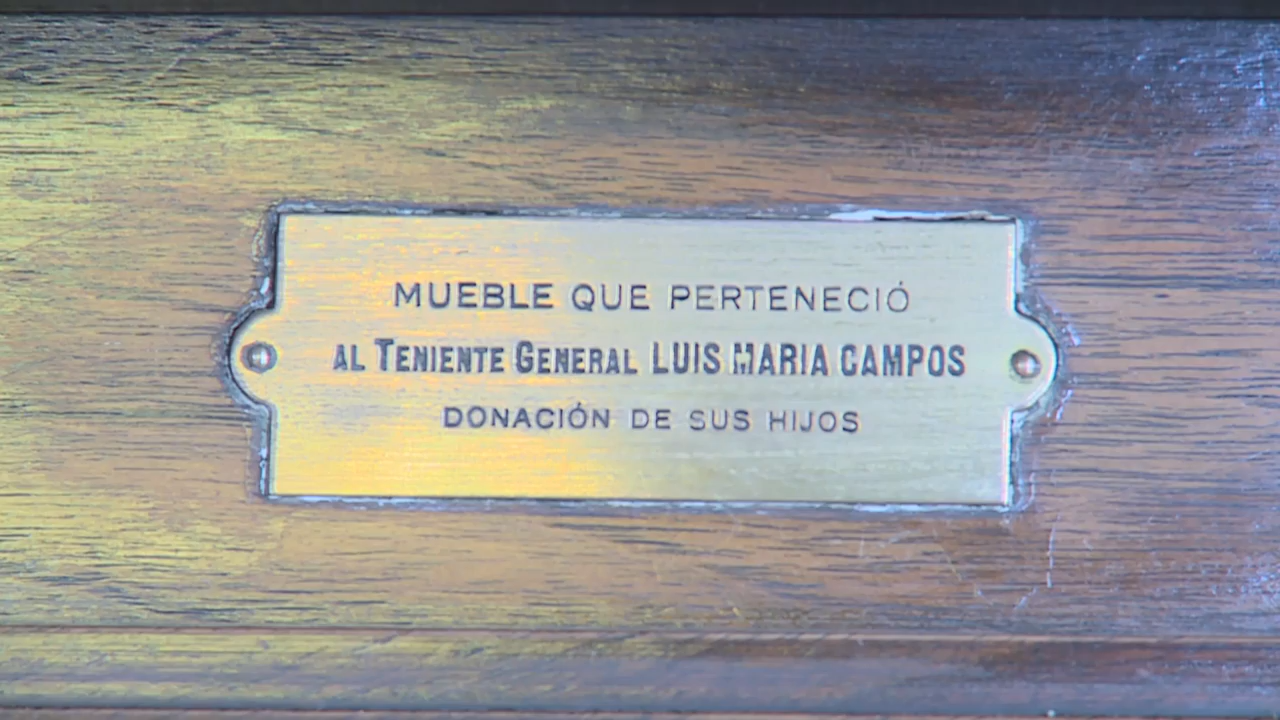 MUEBLE QUE PERTENECIÓ
AL TENIENTE GENERAL LUIS MARIA CAMPOS
DONACIÓN DE SUS HIJOS